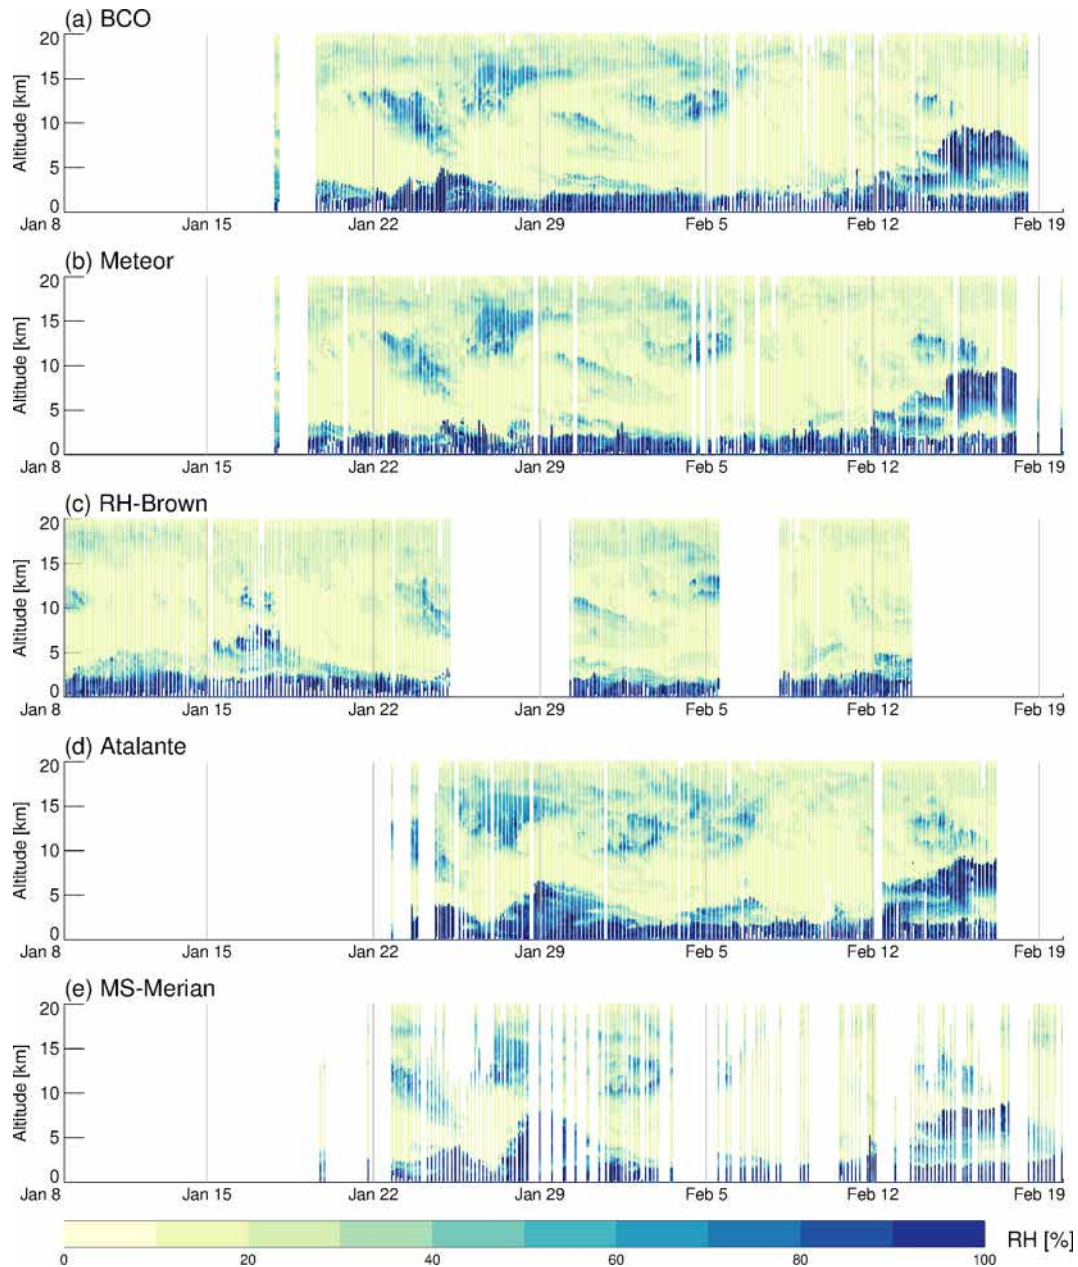 (a) BCO
20
15
10
5
0
Altitude [km]
Jan 8 Jan 15 Jan 22 Jan 29 Feb 5 Feb 12 Feb 19
(b) Meteor
20
15
10
5
0
Altitude [km]
Jan 8 Jan 15 Jan 22 Jan 29 Feb 5 Feb 12 Feb 19
(c) RH-Brown
20
15
10
5
0
Altitude [km]
Jan 8 Jan 15 Jan 22 Jan 29 Feb 5 Feb 12 Feb 19
(d) Atalante
20
15
10
5
0
Altitude [km]
Jan 8 Jan 15 Jan 22 Jan 29 Feb 5 Feb 12 Feb 19
(e) MS-Merian
20
15
10
5
0
Altitude [km]
Jan 8 Jan 15 Jan 22 Jan 29 Feb 5 Feb 12 Feb 19
RH [%]
0 20 40 60 80 100